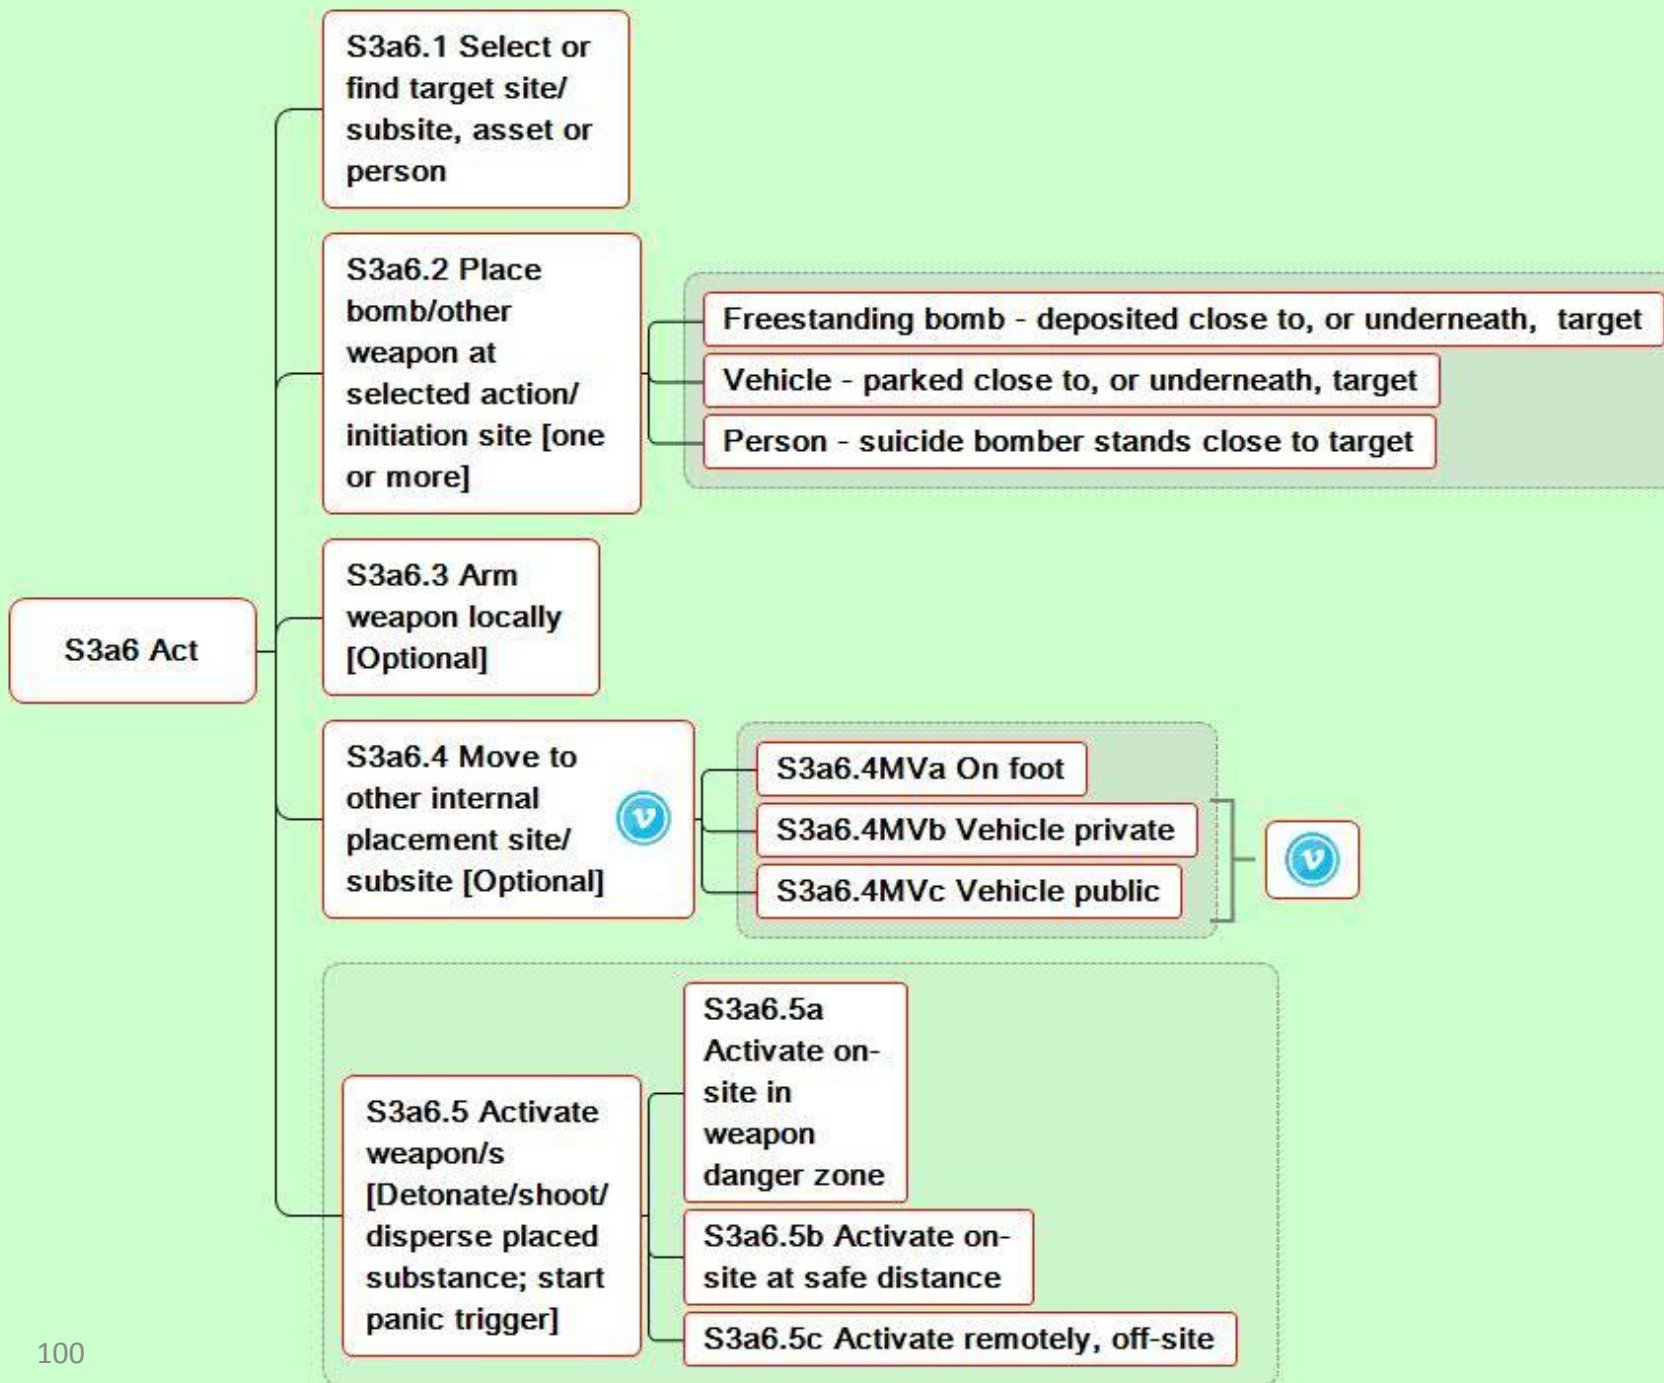 S3a6.1 Select or
find target site/
subsite, asset or
person
S3a6.2 Place
bomb/other
weapon at
selected action/
initiation site [one
or more]
Freestanding bomb - deposited close to, or underneath, target
Vehicle - parked close to, or underneath, target
Person - suicide bomber stands close to target
S3a6.3 Arm
weapon locally
[Optional]
S3a6 Act
S3a6.4 Move to
other internal
placement site/
subsite [Optional]
v
S3a6.4MVa On foot
S3a6.4MVb Vehicle private
S3a6.4MVc Vehicle public
v
S3a6.5 Activate
weapon/s
[Detonate/shoot/
disperse placed
substance; start
panic trigger]
S3a6.5a
Activate on-
site in
weapon
danger zone
S3a6.5b Activate on-
site at safe distance
S3a6.5c Activate remotely, off-site
100